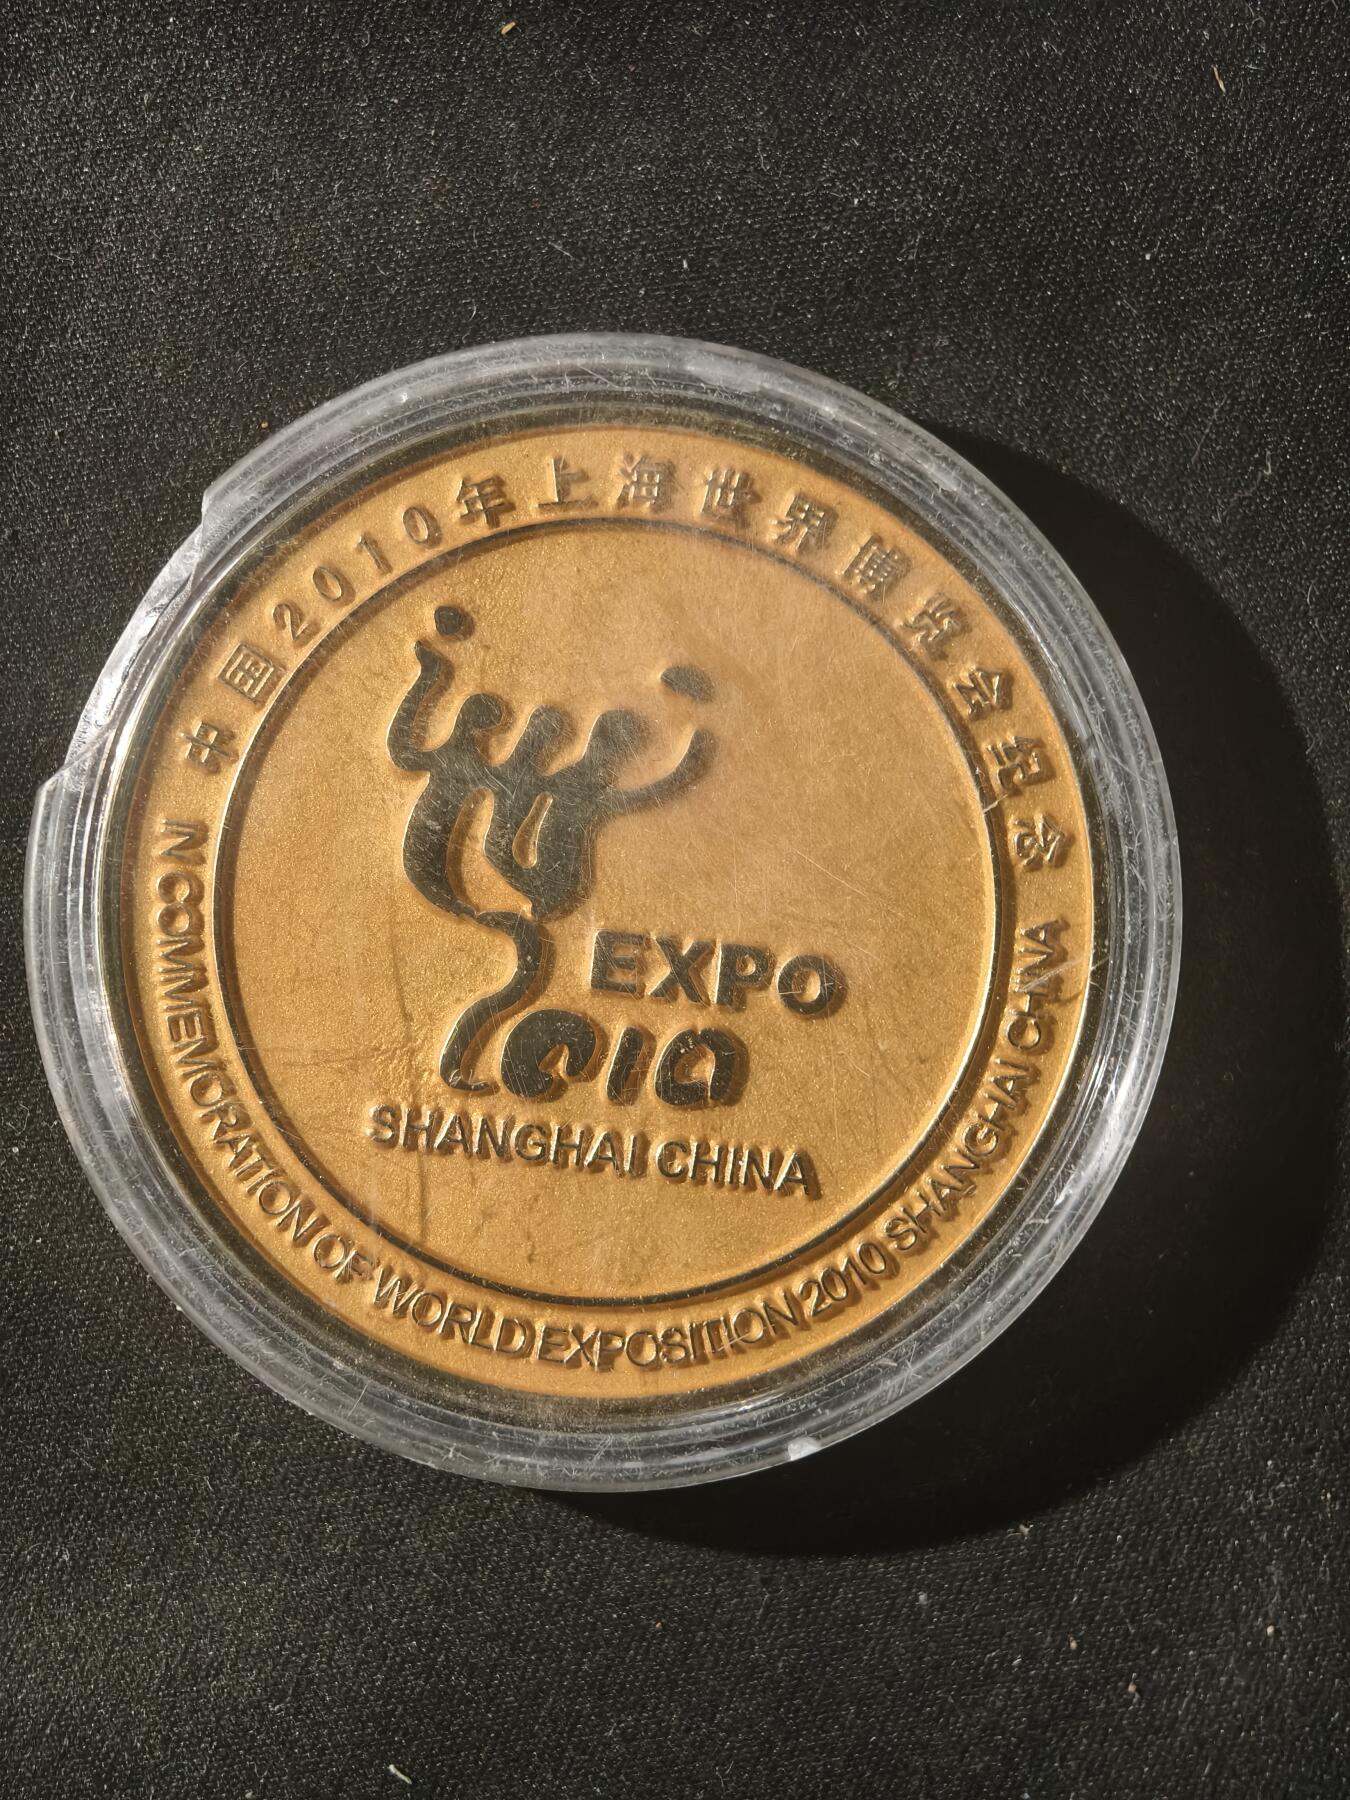 中国2010年上海世界博览会纪念
EXPO
2010
SHANGHAI CHINA
IN COMMEMORATION OF WORLD EXPOSITION 2010 SHANGHAI CHINA